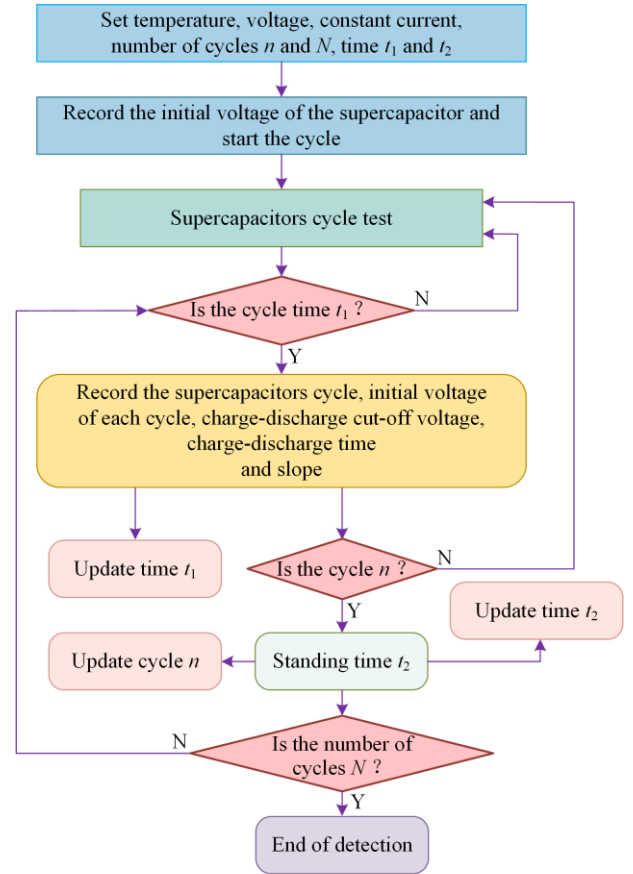 Set temperature, voltage, constant current,
number of cycles n and N, time t₁ and t₂
Record the initial voltage of the supercapacitor and
start the cycle
Supercapacitors cycle test
Is the cycle time t₁ ?
N
Y
Record the supercapacitors cycle, initial voltage
of each cycle, charge-discharge cut-off voltage,
charge-discharge time
and slope
Update time t₁
Is the cycle n ?
N
Y
Update time t₂
Update cycle n
Standing time t₂
Is the number of
cycles N ?
N
Y
End of detection